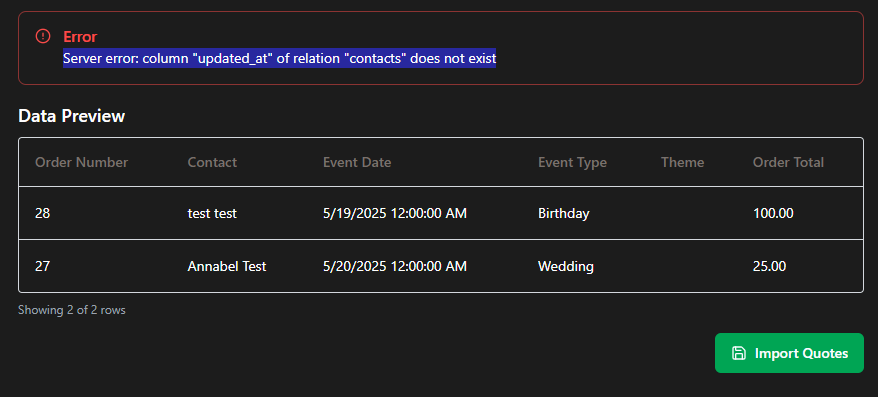 Error
Server error: column "updated_at" of relation "contacts" does not exist
Data Preview
Order Number Contact Event Date Event Type Theme Order Total
28 test test 5/19/2025 12:00:00 AM Birthday 100.00
27 Annabel Test 5/20/2025 12:00:00 AM Wedding 25.00
Showing 2 of 2 rows
Import Quotes